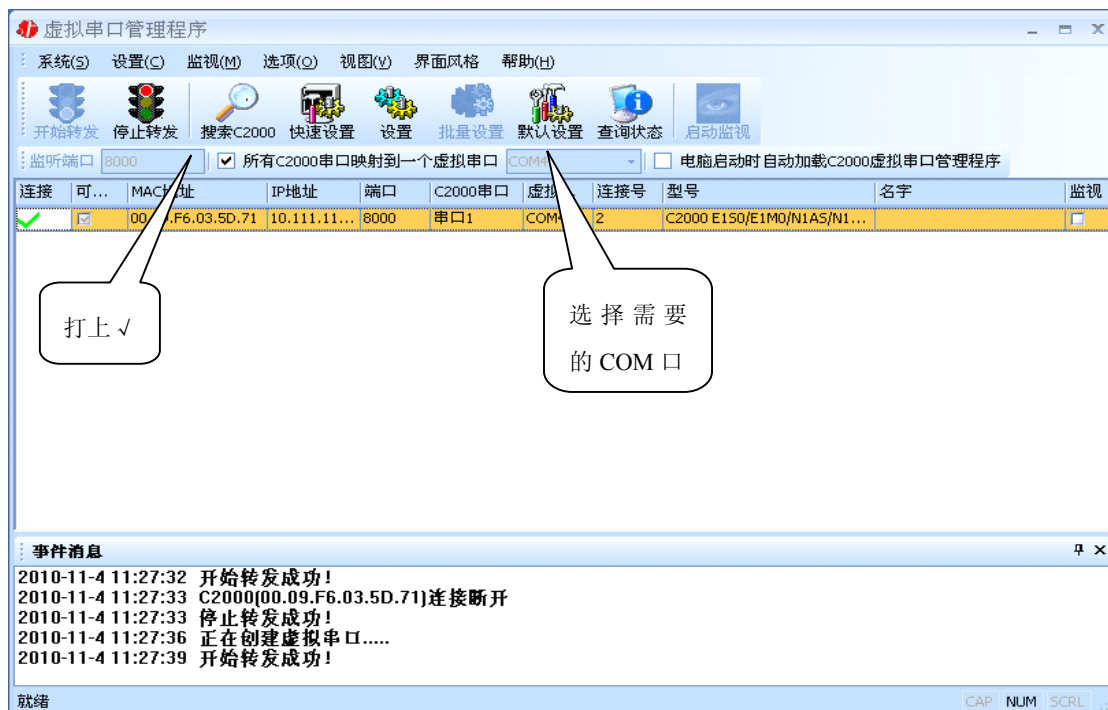 虚拟串口管理程序
系统(S) 设置(C) 监视(M) 选项(O) 视图(V) 界面风格 帮助(H)
开始转发 停止转发 搜索C2000 快速设置 设置 批量设置 默认设置 查询状态 启动监视
监听端口 8000 所有C2000串口映射到一个虚拟串口 COM4 电脑启动时自动加载C2000虚拟串口管理程序
连接 可... MAC地址 IP地址 端口 C2000串口 虚拟... 连接号 型号 名字 监视
00. .F6.03.5D.71 10.111.11... 8000 串口1 COM4 2 C2000 E1S0/E1M0/N1AS/N1...
打上√
选择需要
的COM口
事件消息
2010-11-4 11:27:32 开始转发成功!
2010-11-4 11:27:33 C2000(00.09.F6.03.5D.71)连接断开
2010-11-4 11:27:33 停止转发成功!
2010-11-4 11:27:36 正在创建虚拟串口.....
2010-11-4 11:27:39 开始转发成功!
就绪 CAP NUM SCRL